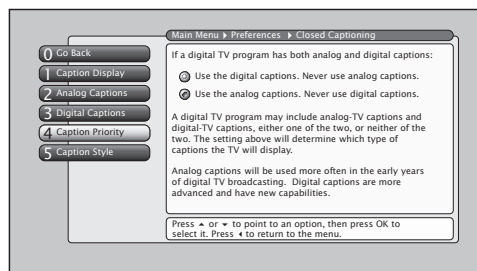 Main Menu ▸ Preferences ▸ Closed Captioning
0 Go Back
1 Caption Display
2 Analog Captions
3 Digital Captions
4 Caption Priority
5 Caption Style
If a digital TV program has both analog and digital captions:
Use the digital captions. Never use analog captions.
Use the analog captions. Never use digital captions.
A digital TV program may include analog-TV captions and
digital-TV captions, either one of the two, or neither of the
two. The setting above will determine which type of
captions the TV will display.
Analog captions will be used more often in the early years
of digital TV broadcasting. Digital captions are more
advanced and have new capabilities.
Press ▴ or ▾ to point to an option, then press OK to
select it. Press ◂ to return to the menu.